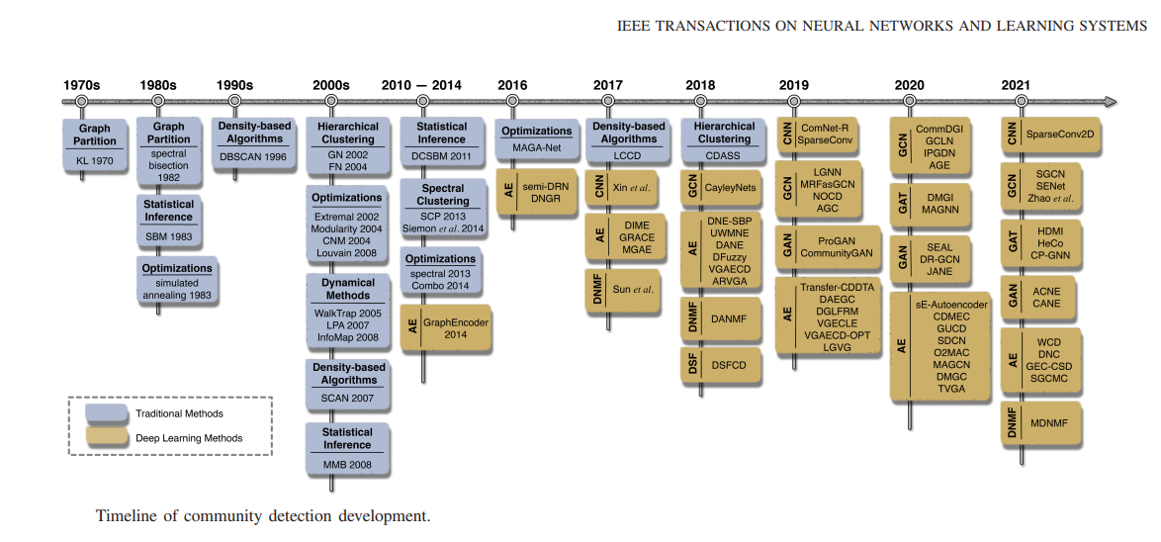 IEEE TRANSACTIONS ON NEURAL NETWORKS AND LEARNING SYSTEMS
1970s
1980s
1990s
2000s
2010 — 2014
2016
2017
2018
2019
2020
2021
Graph
Partition
KL 1970
Graph
Partition
spectral
bisection
1982
Statistical
Inference
SBM 1983
Optimizations
simulated
annealing 1983
Density-based
Algorithms
DBSCAN 1996
Hierarchical
Clustering
GN 2002
FN 2004
Optimizations
Extremal 2002
Modularity 2004
CNM 2004
Louvain 2008
Dynamical
Methods
WalkTrap 2005
LPA 2007
InfoMap 2008
Density-based
Algorithms
SCAN 2007
Statistical
Inference
MMB 2008
Statistical
Inference
DCSBM 2011
Spectral
Clustering
SCP 2013
Siemon et al. 2014
Optimizations
spectral 2013
Combo 2014
AE
GraphEncoder
2014
Optimizations
MAGA-Net
AE
semi-DRN
DNGR
Density-based
Algorithms
LCCD
CNN
Xin et al.
AE
DIME
GRACE
MGAE
DNMF
Sun et al.
Hierarchical
Clustering
CDASS
GCN
CayleyNets
AE
DNE-SBP
UWMNE
DANE
DFuzzy
VGAECD
ARVGA
DNMF
DANMF
DSF
DSFCD
CNN
ComNet-R
SparseConv
GCN
LGNN
MRFasGCN
NOCD
AGC
GAN
ProGAN
CommunityGAN
AE
Transfer-CDDTA
DAEGC
DGLFRM
VGECLE
VGAECD-OPT
LGVG
GCN
CommDGI
GCLN
IPGDN
AGE
GAT
DMGI
MAGNN
GAN
SEAL
DR-GCN
JANE
AE
sE-Autoencoder
CDMEC
GUCD
SDCN
O2MAC
MAGCN
DMGC
TVGA
CNN
SparseConv2D
GCN
SGCN
SENet
Zhao et al.
GAT
HDMI
HeCo
CP-GNN
GAN
ACNE
CANE
AE
WCD
DNC
GEC-CSD
SGCMC
DNMF
MDNMF
Traditional Methods
Deep Learning Methods
Timeline of community detection development.